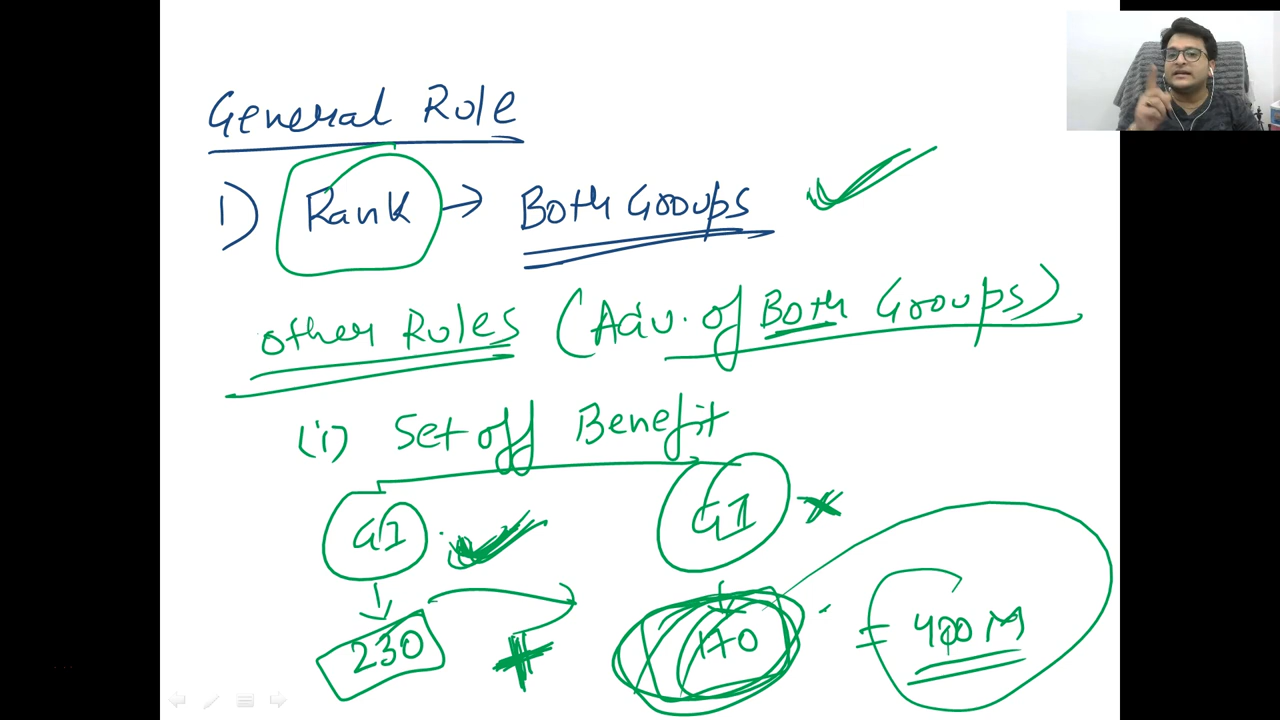 General Role
1) Rank → Both Groups
other Rules (Adv. of Both Groups)
(i) Set off Benefit
G1 G1
230 + 170 = 400 M